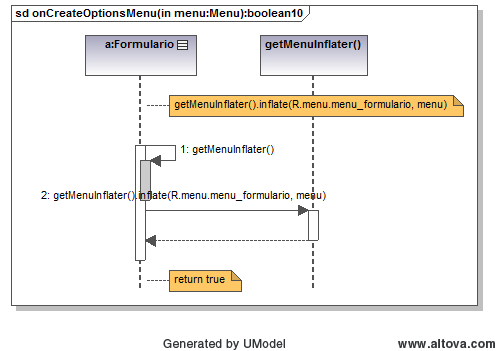 sd onCreateOptionsMenu(in menu:Menu):boolean10
a:Formulario
getMenuInflater()
getMenuInflater().inflate(R.menu.menu_formulario, menu)
1: getMenuInflater()
2: getMenuInflater().inflate(R.menu.menu_formulario, menu)
return true
Generated by UModel
www.altova.com